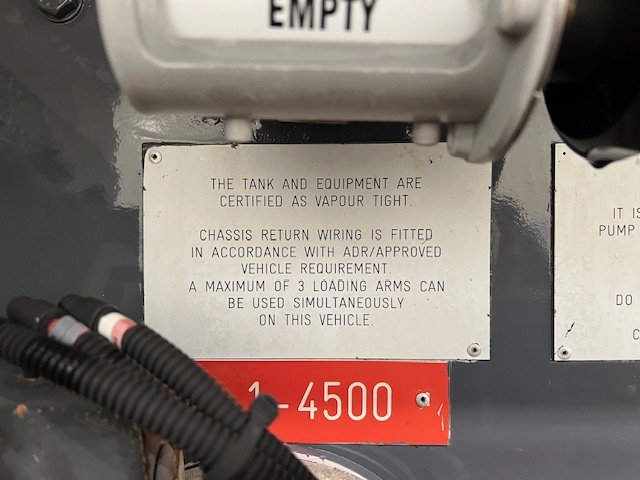 EMPTY
THE TANK AND EQUIPMENT ARE
CERTIFIED AS VAPOUR TIGHT.
CHASSIS RETURN WIRING IS FITTED
IN ACCORDANCE WITH ADR/APPROVED
VEHICLE REQUIREMENT.
A MAXIMUM OF 3 LOADING ARMS CAN
BE USED SIMULTANEOUSLY
ON THIS VEHICLE.
1-4500
IT IS
PUMP
DO